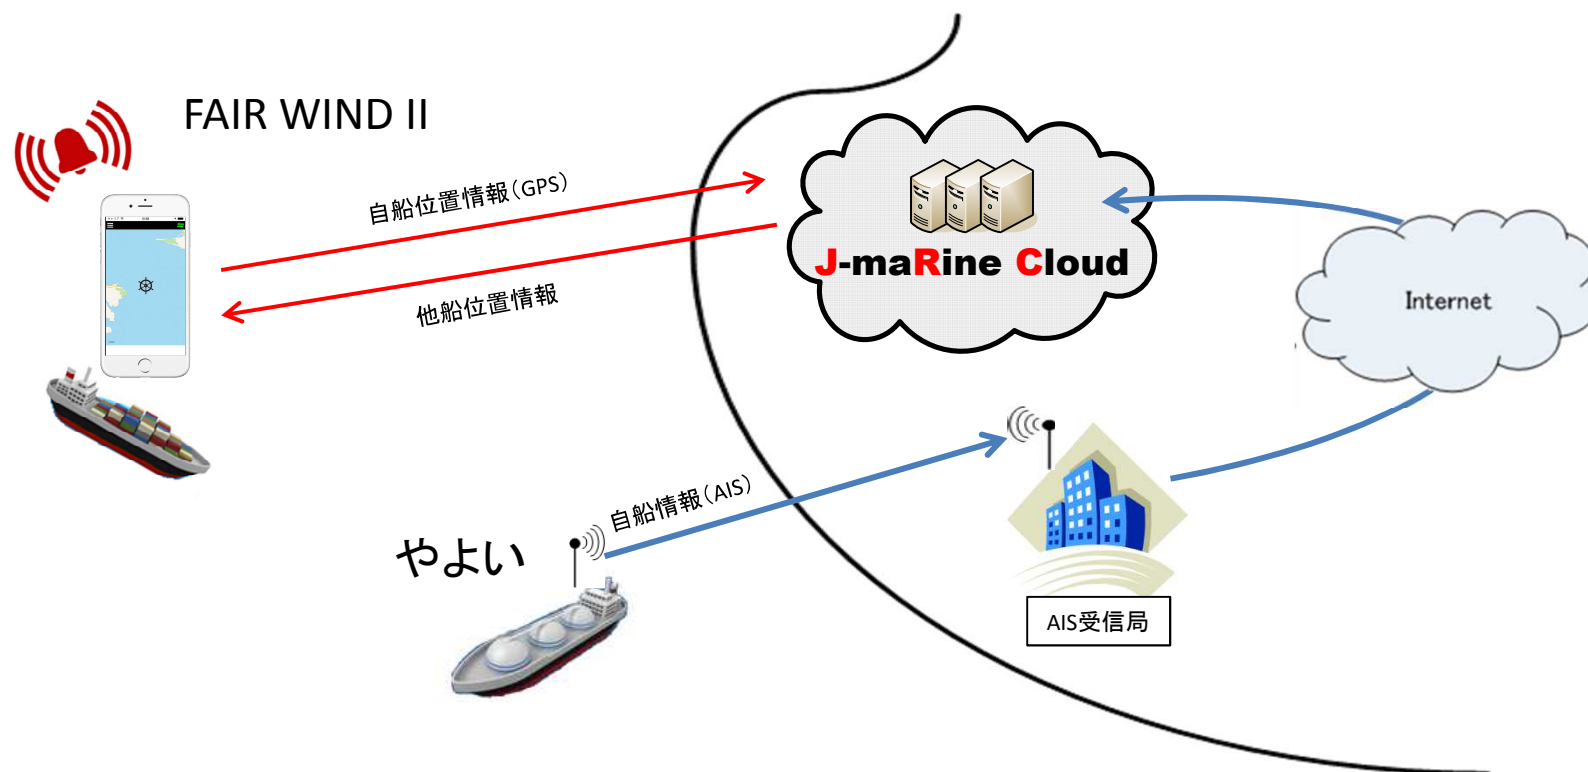 FAIR WIND II
自船位置情報（GPS）
他船位置情報
J-maRine Cloud
Internet
自船情報（AIS）
やよい
AIS受信局